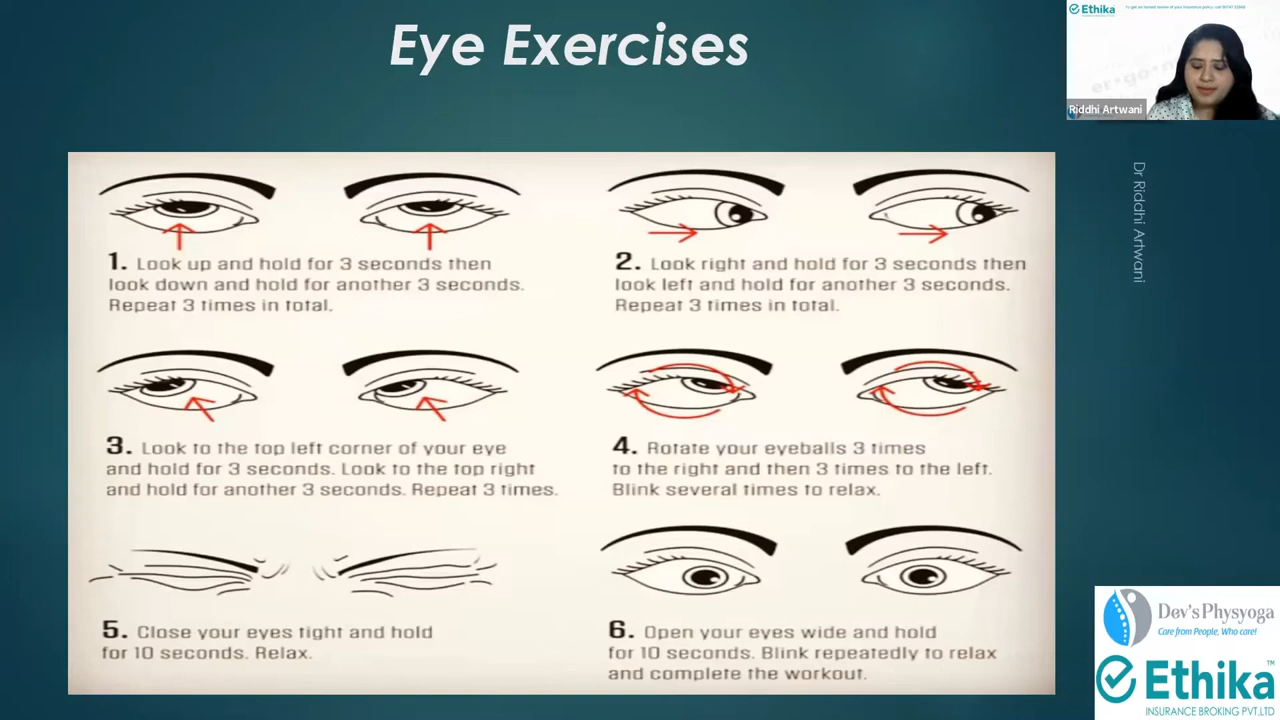 Eye Exercises
Ethika
Riddhi Artwani
Dr Riddhi Artwani
1. Look up and hold for 3 seconds then
look down and hold for another 3 seconds.
Repeat 3 times in total.
2. Look right and hold for 3 seconds then
look left and hold for another 3 seconds.
Repeat 3 times in total.
3. Look to the top left corner of your eye
and hold for 3 seconds. Look to the top right
and hold for another 3 seconds. Repeat 3 times.
4. Rotate your eyeballs 3 times
to the right and then 3 times to the left.
Blink several times to relax.
5. Close your eyes tight and hold
for 10 seconds. Relax.
6. Open your eyes wide and hold
for 10 seconds. Blink repeatedly to relax
and complete the workout.
Dev's Physyoga
Care from People, Who care!
Ethika™
INSURANCE BROKING PVT.LTD